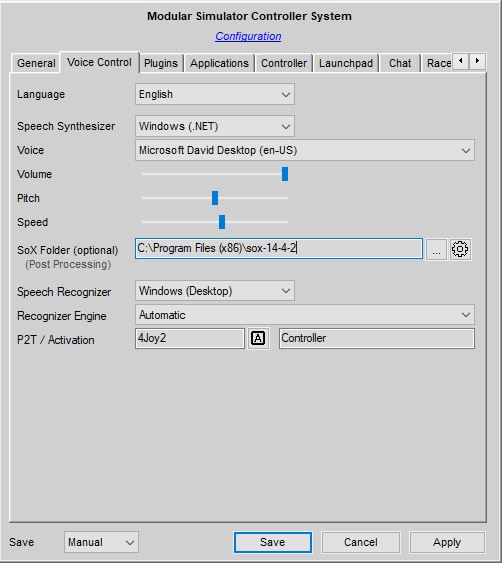 Modular Simulator Controller System
Configuration
General Voice Control Plugins Applications Controller Launchpad Chat Race
Language English
Speech Synthesizer Windows (.NET)
Voice Microsoft David Desktop (en-US)
Volume
Pitch
Speed
SoX Folder (optional) C:\Program Files (x86)\sox-14-4-2 ...
(Post Processing)
Speech Recognizer Windows (Desktop)
Recognizer Engine Automatic
P2T / Activation 4Joy2 A Controller
Save Manual Save Cancel Apply